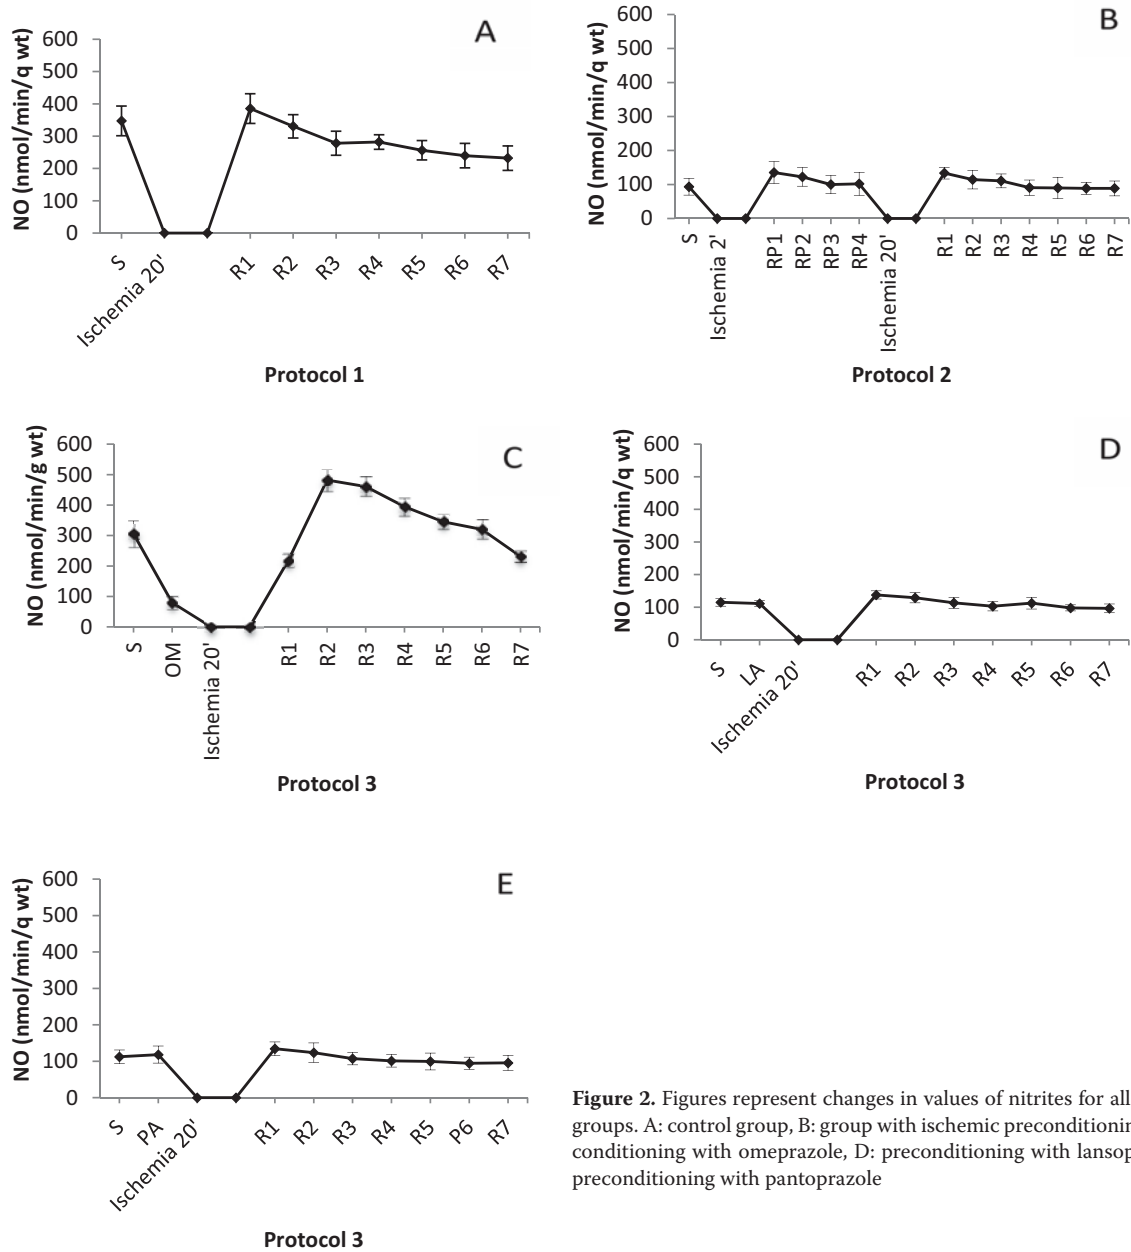 A
NO (nmol/min/q wt)
600
500
400
300
200
100
0
S
Ischemia 20'
R1
R2
R3
R4
R5
R6
R7
Protocol 1
B
NO (nmol/min/q wt)
600
500
400
300
200
100
0
S
Ischemia 2'
RP1
RP2
RP3
RP4
Ischemia 20'
R1
R2
R3
R4
R5
R6
R7
Protocol 2
C
NO (nmol/min/g wt)
600
500
400
300
200
100
0
S
OM
Ischemia 20'
R1
R2
R3
R4
R5
R6
R7
Protocol 3
D
NO (nmol/min/q wt)
600
500
400
300
200
100
0
S
LA
Ischemia 20'
R1
R2
R3
R4
R5
R6
R7
Protocol 3
E
NO (nmol/min/q wt)
600
500
400
300
200
100
0
S
PA
Ischemia 20'
R1
R2
R3
R4
R5
P6
R7
Protocol 3
Figure 2. Figures represent changes in values of nitrites for all
groups. A: control group, B: group with ischemic preconditionin
conditioning with omeprazole, D: preconditioning with lansop
preconditioning with pantoprazole